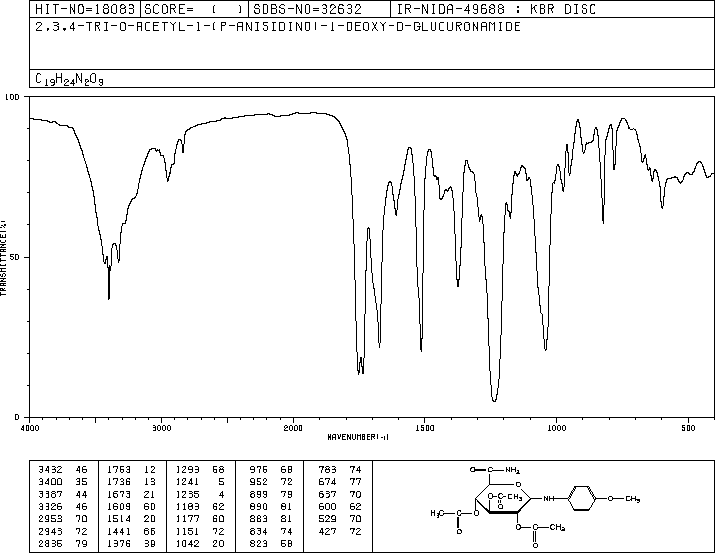 HIT-NO=18083 SCORE= ( ) SDBS-NO=32632 IR-NIDA-49688 : KBR DISC
2,3,4-TRI-O-ACETYL-1-(P-ANISIDINO)-1-DEOXY-D-GLUCURONAMIDE
C19H24N2O9
100
50
0
TRANSMITTANCE(%)
4000 3000 2000 1500 1000 500
WAVENUMBER(-1)
3432 46 1753 12 1293 58 976 68 783 74
3400 35 1736 13 1241 5 952 72 674 77
3387 44 1673 21 1235 4 899 79 637 70
3326 46 1609 60 1183 62 890 81 600 62
2953 70 1514 20 1177 60 863 81 529 70
2943 72 1441 66 1151 72 834 74 427 72
2836 79 1376 38 1042 20 823 58
O NH2
O
O-C-CH3 NH O-CH3
O
H3C-C-O O-C-CH3
O O